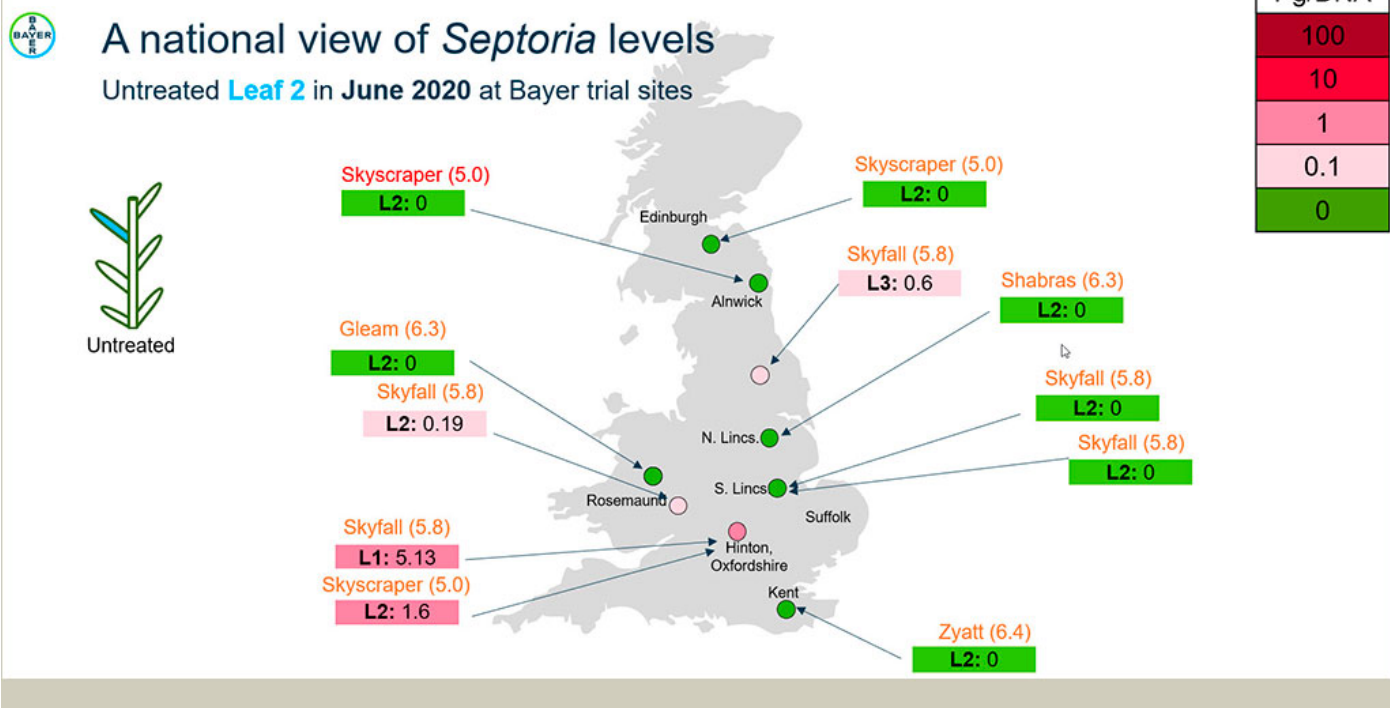 BAYER
BAYER
A national view of Septoria levels
Untreated Leaf 2 in June 2020 at Bayer trial sites
100
10
1
0.1
0
Skyscraper (5.0)
L2: 0
Skyscraper (5.0)
L2: 0
Edinburgh
Alnwick
Skyfall (5.8)
L3: 0.6
Shabras (6.3)
L2: 0
Untreated
Gleam (6.3)
L2: 0
Skyfall (5.8)
L2: 0.19
Skyfall (5.8)
L2: 0
Skyfall (5.8)
L2: 0
N. Lincs.
S. Lincs
Rosemaund
Suffolk
Skyfall (5.8)
L1: 5.13
Skyscraper (5.0)
L2: 1.6
Hinton,
Oxfordshire
Kent
Zyatt (6.4)
L2: 0